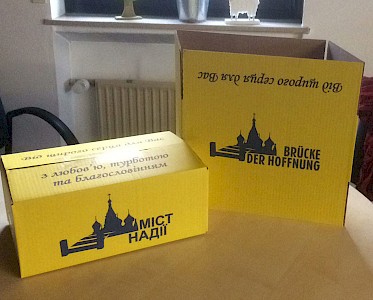 з любов'ю, турботою
та благословінням
МІСТ
НАДІЇ
Від щирого серця для Вас
BRÜCKE
DER HOFFNUNG